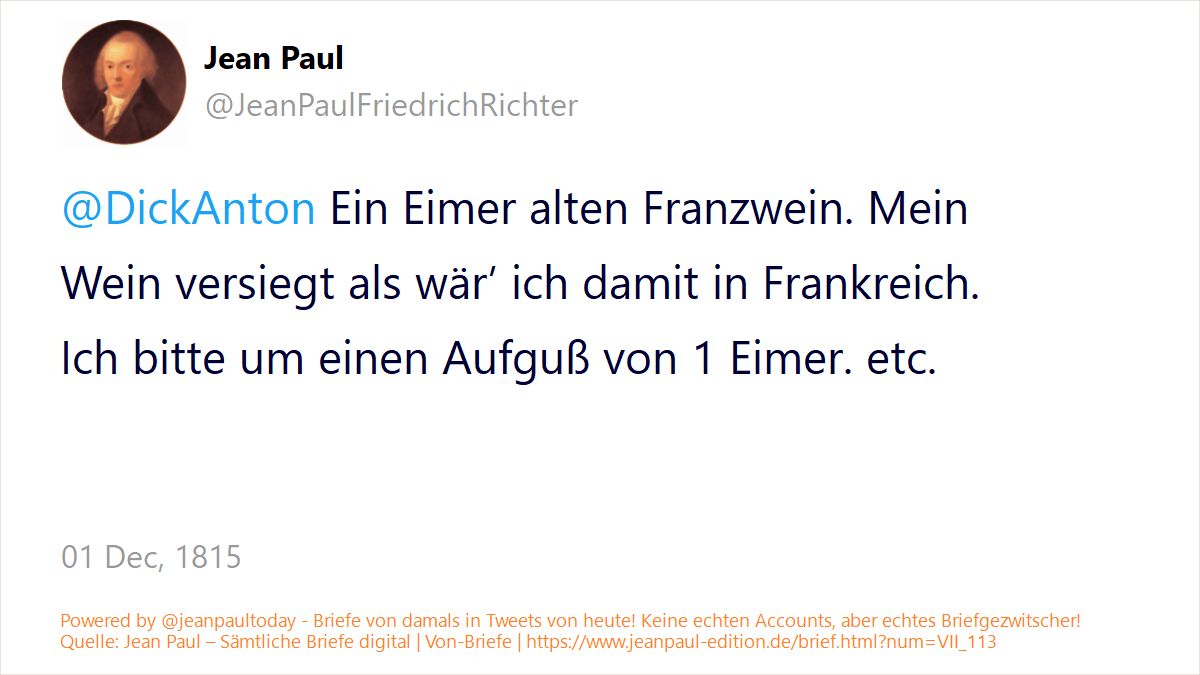 Jean Paul
@JeanPaulFriedrichRichter
@DickAnton Ein Eimer alten Franzwein. Mein
Wein versiegt als wär’ ich damit in Frankreich.
Ich bitte um einen Aufguß von 1 Eimer. etc.
01 Dec, 1815
Powered by @jeanpaultoday - Briefe von damals in Tweets von heute! Keine echten Accounts, aber echtes Briefgezwitscher!
Quelle: Jean Paul – Sämtliche Briefe digital | Von-Briefe | https://www.jeanpaul-edition.de/brief.html?num=VII_113